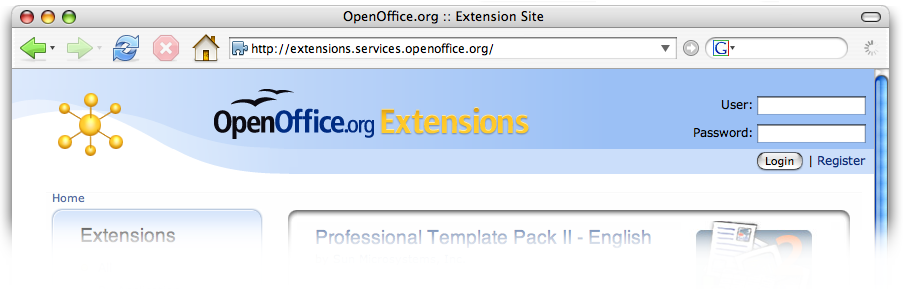 OpenOffice.org :: Extension Site
http://extensions.services.openoffice.org/
G
OpenOffice.org Extensions
User:
Password:
Login | Register
Home
Extensions
Professional Template Pack II - English